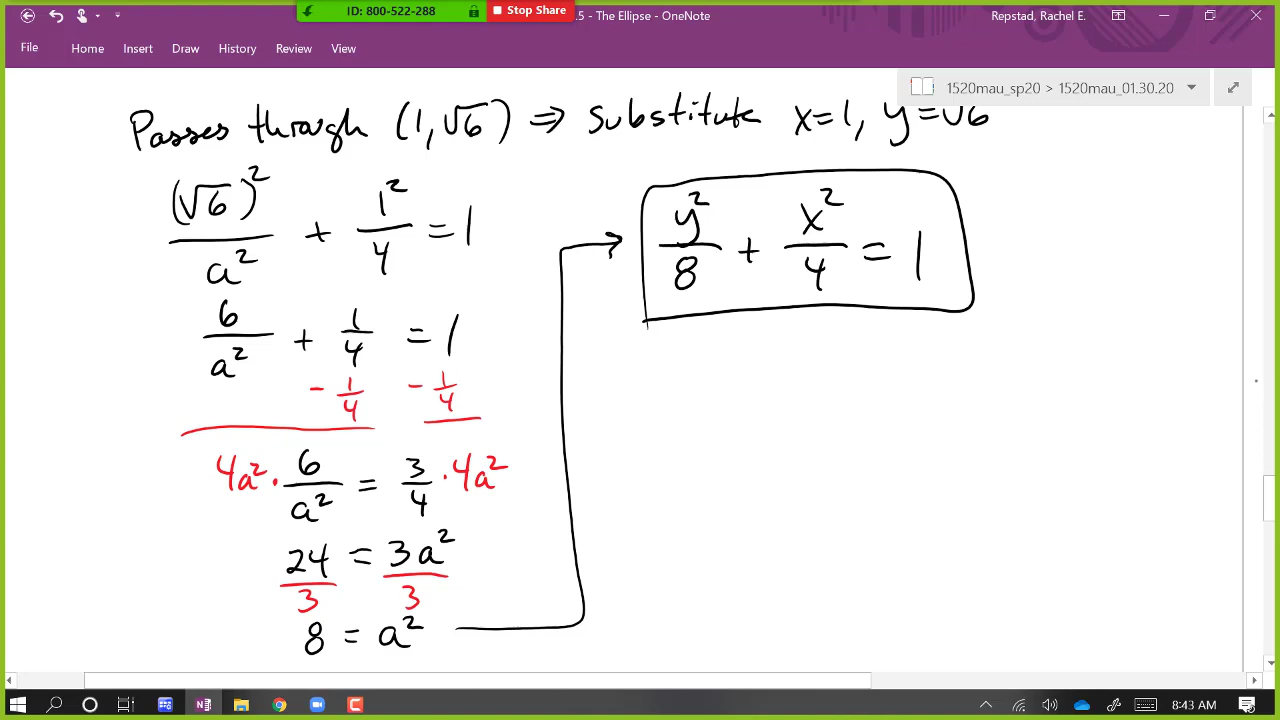 ID: 800-522-288 Stop Share
.5 - The Ellipse - OneNote
Repstad, Rachel E.
File Home Insert Draw History Review View
1520mau_sp20 > 1520mau_01.30.20
Passes through (1, √6) ⇒ substitute x=1, y=√6
(√6)²/a² + 1²/4 = 1
y²/8 + x²/4 = 1
6/a² + 1/4 = 1
- 1/4 - 1/4
4a² · 6/a² = 3/4 · 4a²
24 = 3a²
3 3
8 = a²
8:43 AM